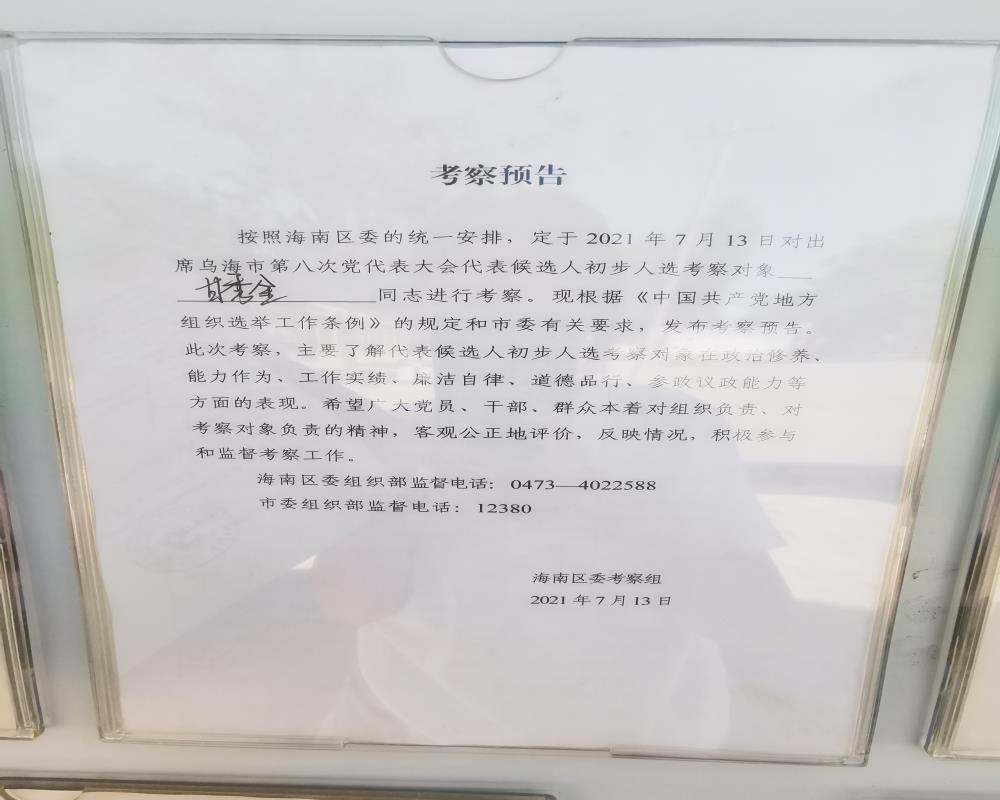 考察预告
按照海南区委的统一安排，定于2021年7月13日对出
席乌海市第八次党代表大会代表候选人初步人选考察对象
同志进行考察。现根据《中国共产党地方
组织选举工作条例》的规定和市委有关要求，发布考察预告。
此次考察，主要了解代表候选人初步人选考察对象在政治修养、
能力作为、工作实绩、廉洁自律、道德品行、参政议政能力等
方面的表现。希望广大党员、干部、群众本着对组织负责、对
考察对象负责的精神，客观公正地评价，反映情况，积极参与
和监督考察工作。
海南区委组织部监督电话：0473—4022588
市委组织部监督电话：12380
海南区委考察组
2021年7月13日